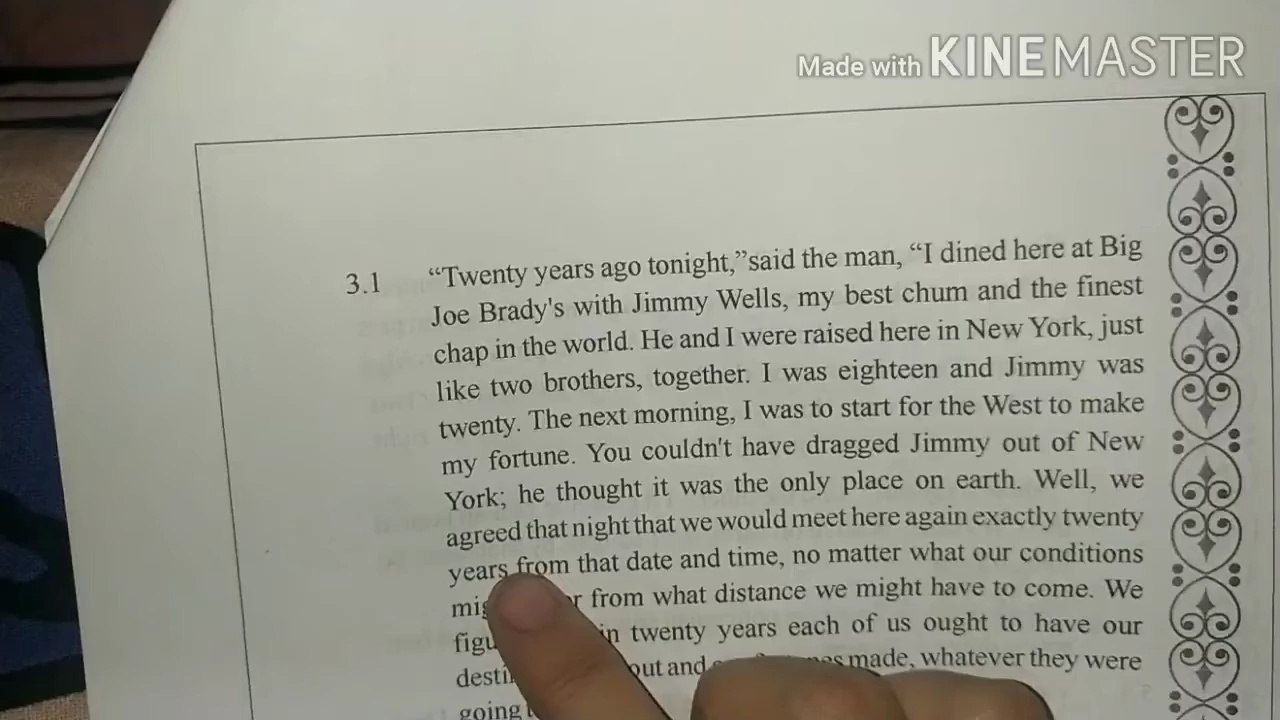 Made with KINEMASTER
3.1 “Twenty years ago tonight,”said the man, “I dined here at Big
Joe Brady's with Jimmy Wells, my best chum and the finest
chap in the world. He and I were raised here in New York, just
like two brothers, together. I was eighteen and Jimmy was
twenty. The next morning, I was to start for the West to make
my fortune. You couldn't have dragged Jimmy out of New
York; he thought it was the only place on earth. Well, we
agreed that night that we would meet here again exactly twenty
years from that date and time, no matter what our conditions
from what distance we might have to come. We
in twenty years each of us ought to have our
out and made, whatever they were
going